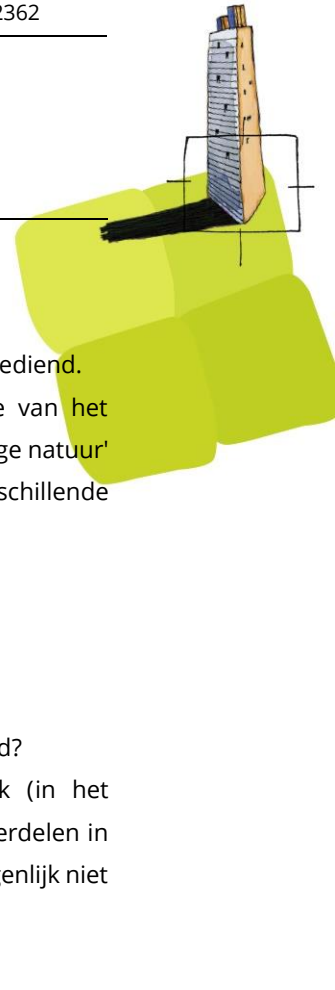 2362
ediend.
e van het
ge natuur'
schillende
d?
k (in het
erdelen in
genlijk niet